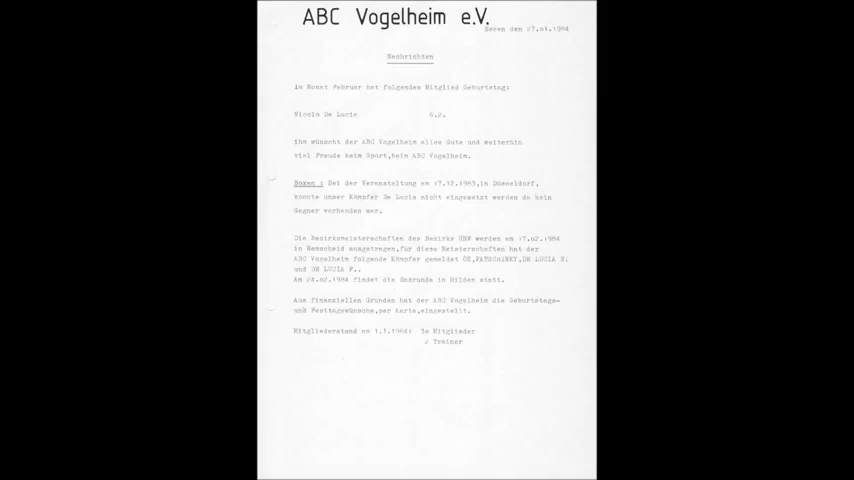 ABC Vogelheim e.V.
Essen den 27.01.1984
Nachrichten
Im Monat Februar hat folgendes Mitglied Geburtstag:
Nicola De Lucia 6.2.
Ihm wünscht der ABC Vogelheim alles Gute und weiterhin
viel Freude beim Sport,beim ABC Vogelheim.
Boxen : Bei der Veranstaltung am 17.12.1983,in Düsseldorf,
konnte unser Kämpfer De Lucia nicht eingesetzt werden da kein
Gegner vorhanden war.
Die Bezirksmeisterschaften des Bezirks RBW werden am 17.02.1984
in Remscheid ausgetragen,für diese Meisterschaften hat der
ABC Vogelheim folgende Kämpfer gemeldet ÖZ,PATSCHINKY,DE LUCIA N.
und DE LUCIA F..
Am 24.02.1984 findet die Endrunde in Hilden statt.
Aus finanziellen Gründen hat der ABC Vogelheim die Geburtstags-
und Festtagswünsche,per Karte,eingestellt.
Mitgliederstand am 1.1.1984: 30 Mitglieder
2 Trainer